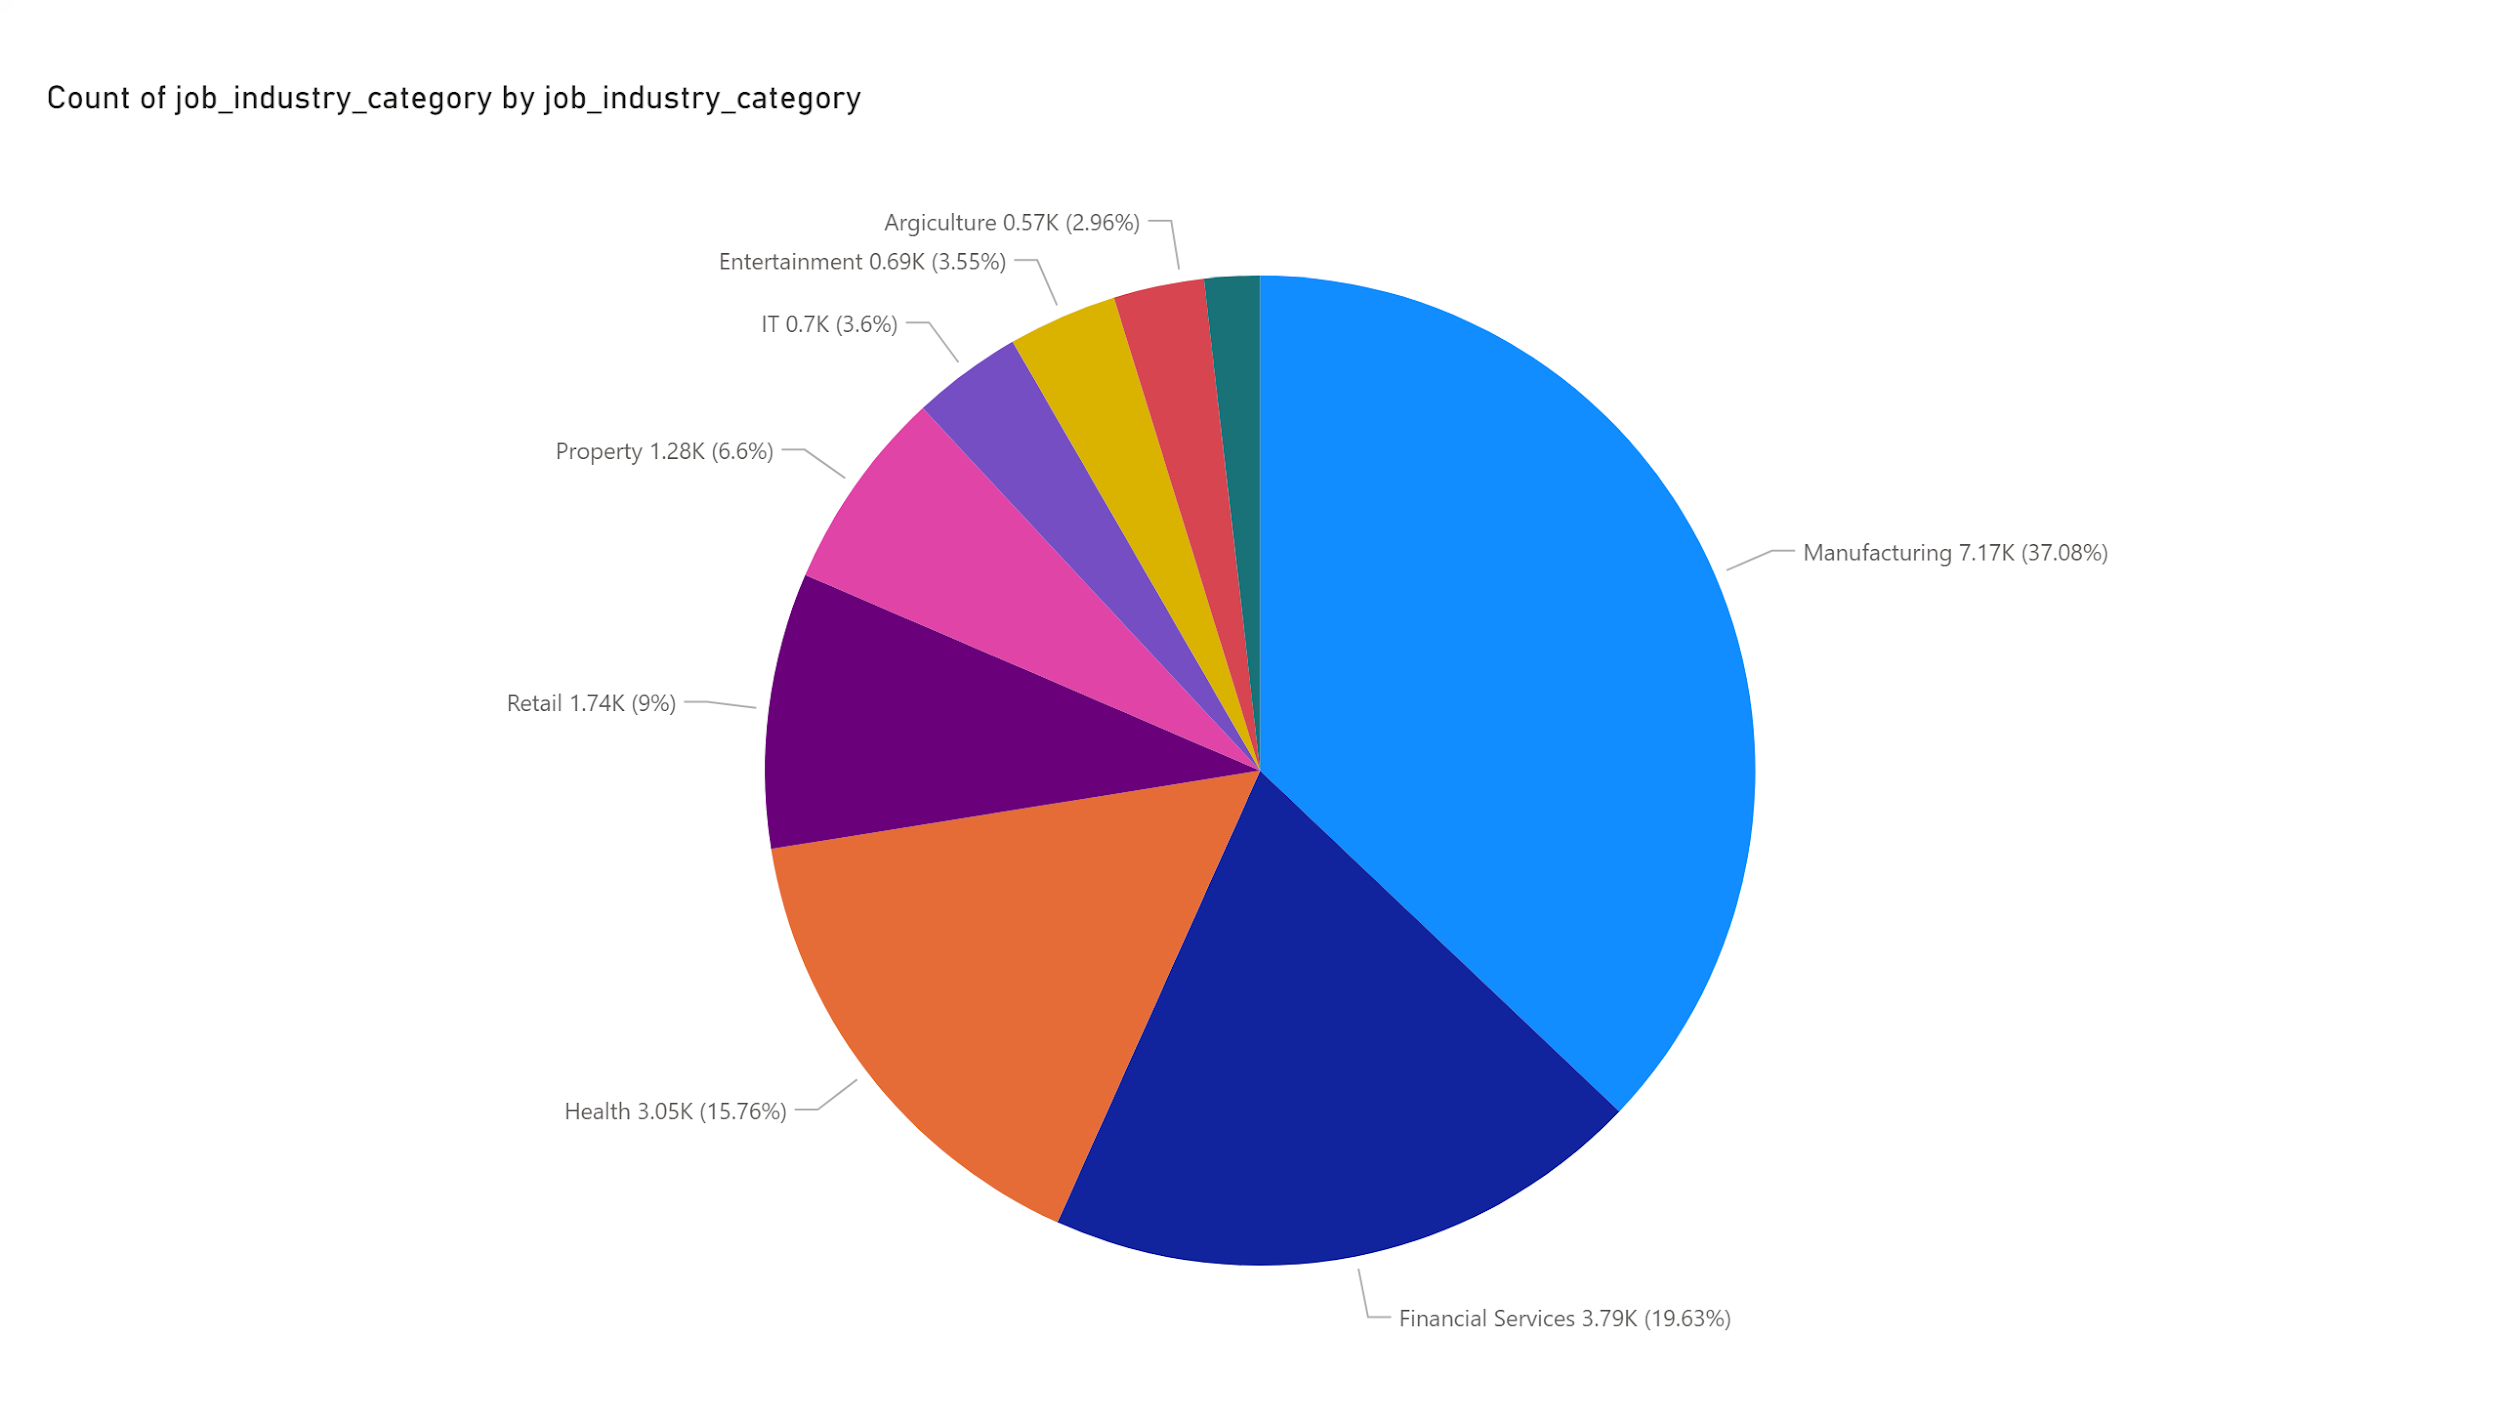 Count of job_industry_category by job_industry_category
Argiculture 0.57K (2.96%)
Entertainment 0.69K (3.55%)
IT 0.7K (3.6%)
Property 1.28K (6.6%)
Manufacturing 7.17K (37.08%)
Retail 1.74K (9%)
Health 3.05K (15.76%)
Financial Services 3.79K (19.63%)